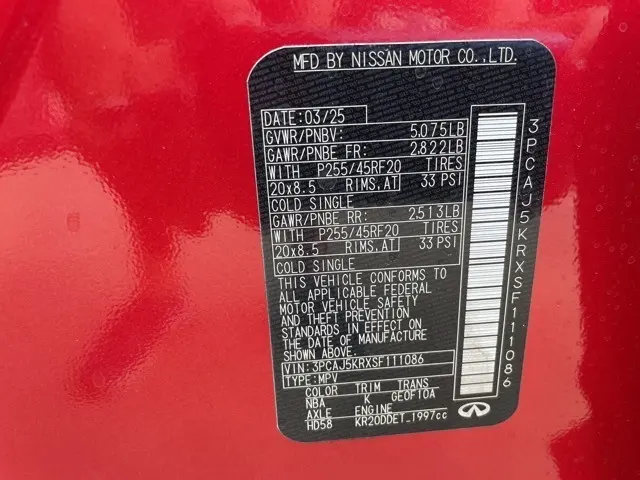 MFD BY NISSAN MOTOR CO.,LTD.
DATE: 03/25
GVWR/PNBV: 5,075LB
GAWR/PNBE FR: 2,822LB
WITH P255/45RF20 TIRES
20x8.5 RIMS.AT 33 PSI
COLD SINGLE
GAWR/PNBE RR: 2,513LB
WITH P255/45RF20 TIRES
20x8.5 RIMS.AT 33 PSI
COLD SINGLE
THIS VEHICLE CONFORMS TO
ALL APPLICABLE FEDERAL
MOTOR VEHICLE SAFETY
AND THEFT PREVENTION
STANDARDS IN EFFECT ON
THE DATE OF MANUFACTURE
SHOWN ABOVE.
VIN: 3PCAJ5KRXSF111086
TYPE: MPV
COLOR TRIM TRANS
NBA K GE0F10A
AXLE ENGINE
HD58 KR20DDET 1997cc
3PCAJ5KRXSF111086